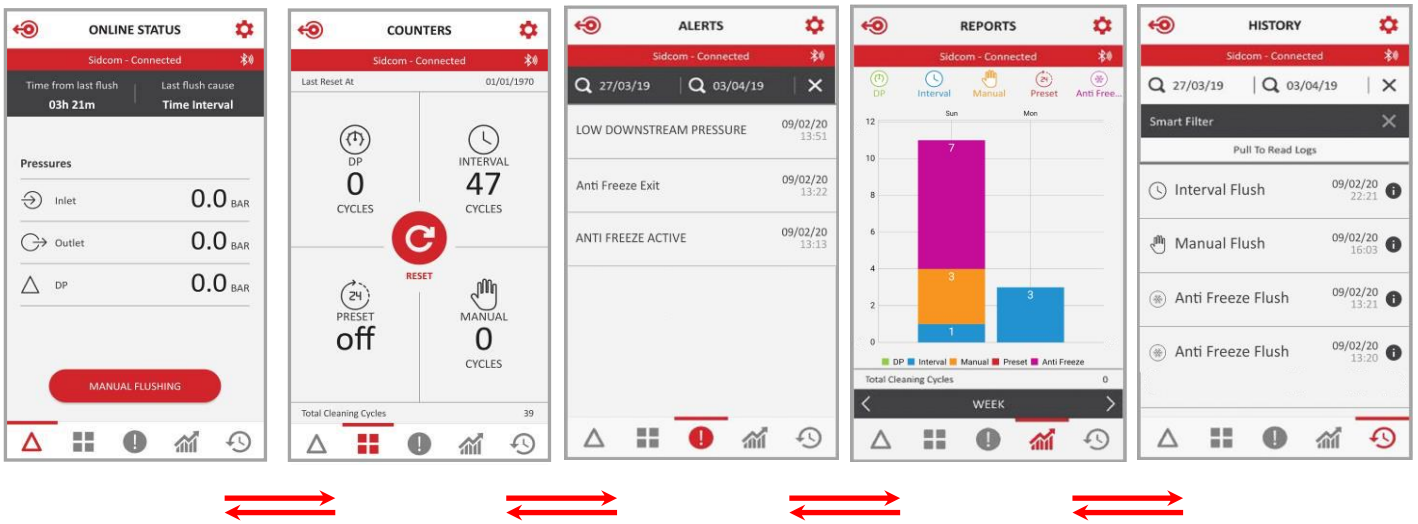 ONLINE STATUS
Sidcom - Connected
Time from last flush Last flush cause
03h 21m Time Interval
Pressures
Inlet 0.0 BAR
Outlet 0.0 BAR
DP 0.0 BAR
MANUAL FLUSHING
COUNTERS
Sidcom - Connected
Last Reset At 01/01/1970
DP INTERVAL
0 47
CYCLES CYCLES
RESET
24
PRESET MANUAL
off 0
CYCLES
Total Cleaning Cycles 39
ALERTS
Sidcom - Connected
27/03/19 03/04/19
LOW DOWNSTREAM PRESSURE 09/02/20
13:51
Anti Freeze Exit 09/02/20
13:22
ANTI FREEZE ACTIVE 09/02/20
13:13
REPORTS
Sidcom - Connected
24
DP Interval Manual Preset Anti Free...
Sun Mon
12
7
10
8
6
4
3
3
2
1
0
DP Interval Manual Preset Anti Freeze
Total Cleaning Cycles 0
WEEK
HISTORY
Sidcom - Connected
27/03/19 03/04/19
Smart Filter
Pull To Read Logs
Interval Flush 09/02/20
22:21
Manual Flush 09/02/20
16:03
Anti Freeze Flush 09/02/20
13:21
Anti Freeze Flush 09/02/20
13:20